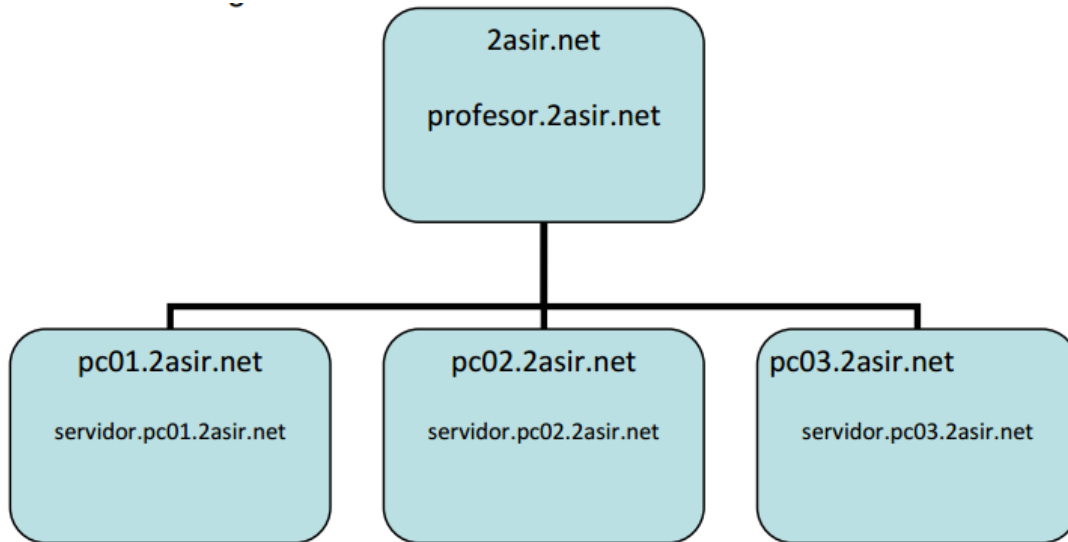 2asir.net
profesor.2asir.net
pc01.2asir.net
servidor.pc01.2asir.net
pc02.2asir.net
servidor.pc02.2asir.net
pc03.2asir.net
servidor.pc03.2asir.net